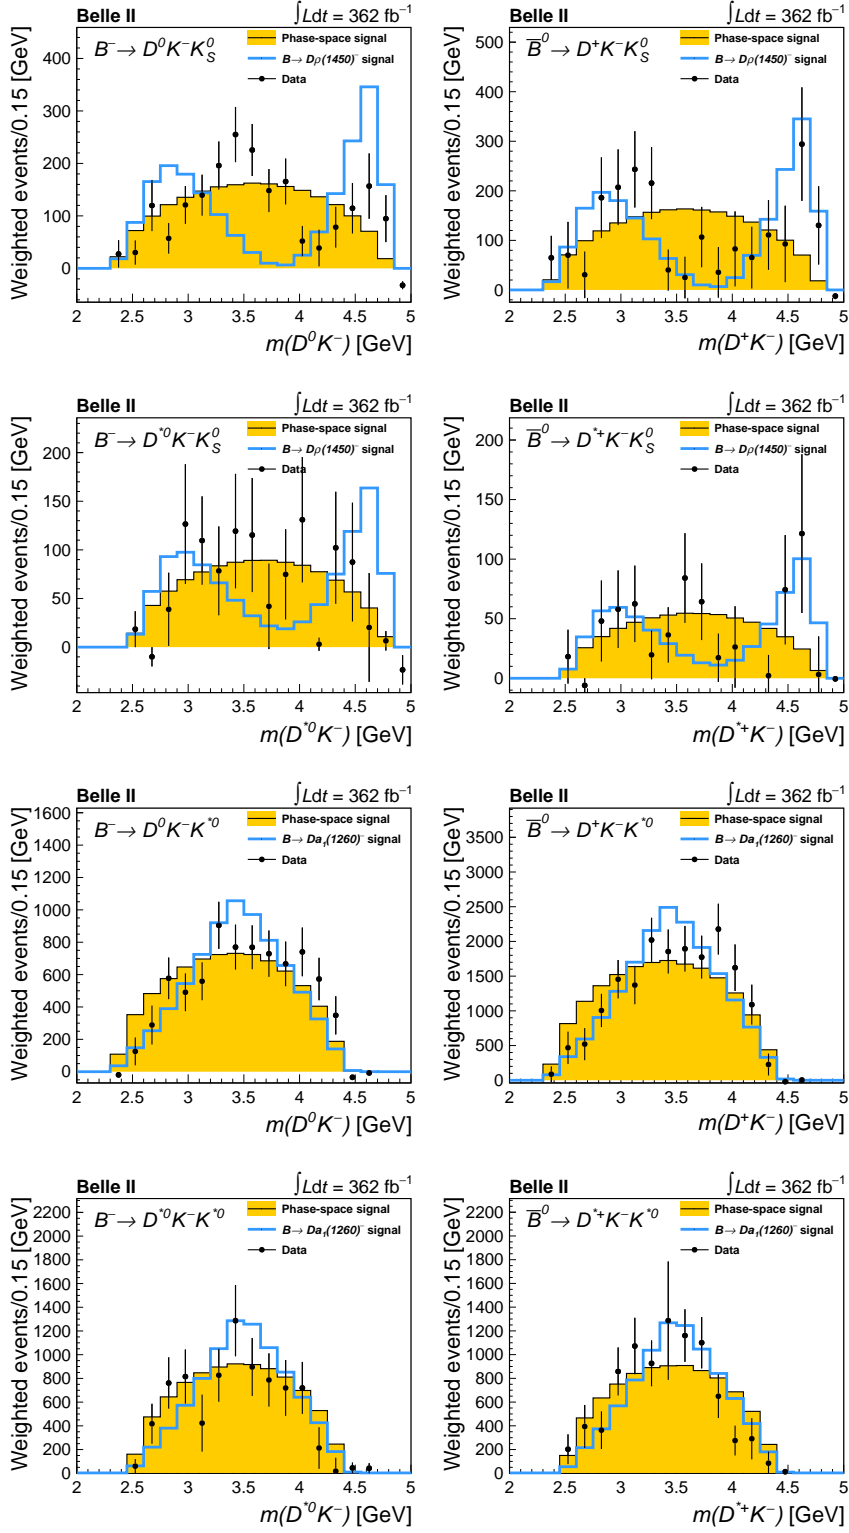 Belle II ∫Ldt = 362 fb⁻¹
B⁻→ D⁰K⁻K_S⁰
Phase-space signal
B→ Dρ(1450)⁻ signal
Data
Weighted events/0.15 [GeV]
400
300
200
100
0
2 2.5 3 3.5 4 4.5 5
m(D⁰K⁻) [GeV]
Belle II ∫Ldt = 362 fb⁻¹
B̅⁰→ D⁺K⁻K_S⁰
Phase-space signal
B→ Dρ(1450)⁻ signal
Data
Weighted events/0.15 [GeV]
500
400
300
200
100
0
2 2.5 3 3.5 4 4.5 5
m(D⁺K⁻) [GeV]
Belle II ∫Ldt = 362 fb⁻¹
B⁻→ D*⁰K⁻K_S⁰
Phase-space signal
B→ Dρ(1450)⁻ signal
Data
Weighted events/0.15 [GeV]
200
150
100
50
0
2 2.5 3 3.5 4 4.5 5
m(D*⁰K⁻) [GeV]
Belle II ∫Ldt = 362 fb⁻¹
B̅⁰→ D*⁺K⁻K_S⁰
Phase-space signal
B→ Dρ(1450)⁻ signal
Data
Weighted events/0.15 [GeV]
200
150
100
50
0
2 2.5 3 3.5 4 4.5 5
m(D*⁺K⁻) [GeV]
Belle II ∫Ldt = 362 fb⁻¹
B⁻→ D⁰K⁻K*⁰
Phase-space signal
B→ Da₁(1260)⁻ signal
Data
Weighted events/0.15 [GeV]
1600
1400
1200
1000
800
600
400
200
0
2 2.5 3 3.5 4 4.5 5
m(D⁰K⁻) [GeV]
Belle II ∫Ldt = 362 fb⁻¹
B̅⁰→ D⁺K⁻K*⁰
Phase-space signal
B→ Da₁(1260)⁻ signal
Data
Weighted events/0.15 [GeV]
3500
3000
2500
2000
1500
1000
500
0
2 2.5 3 3.5 4 4.5 5
m(D⁺K⁻) [GeV]
Belle II ∫Ldt = 362 fb⁻¹
B⁻→ D*⁰K⁻K*⁰
Phase-space signal
B→ Da₁(1260)⁻ signal
Data
Weighted events/0.15 [GeV]
2200
2000
1800
1600
1400
1200
1000
800
600
400
200
0
2 2.5 3 3.5 4 4.5 5
m(D*⁰K⁻) [GeV]
Belle II ∫Ldt = 362 fb⁻¹
B̅⁰→ D*⁺K⁻K*⁰
Phase-space signal
B→ Da₁(1260)⁻ signal
Data
Weighted events/0.15 [GeV]
2200
2000
1800
1600
1400
1200
1000
800
600
400
200
0
2 2.5 3 3.5 4 4.5 5
m(D*⁺K⁻) [GeV]